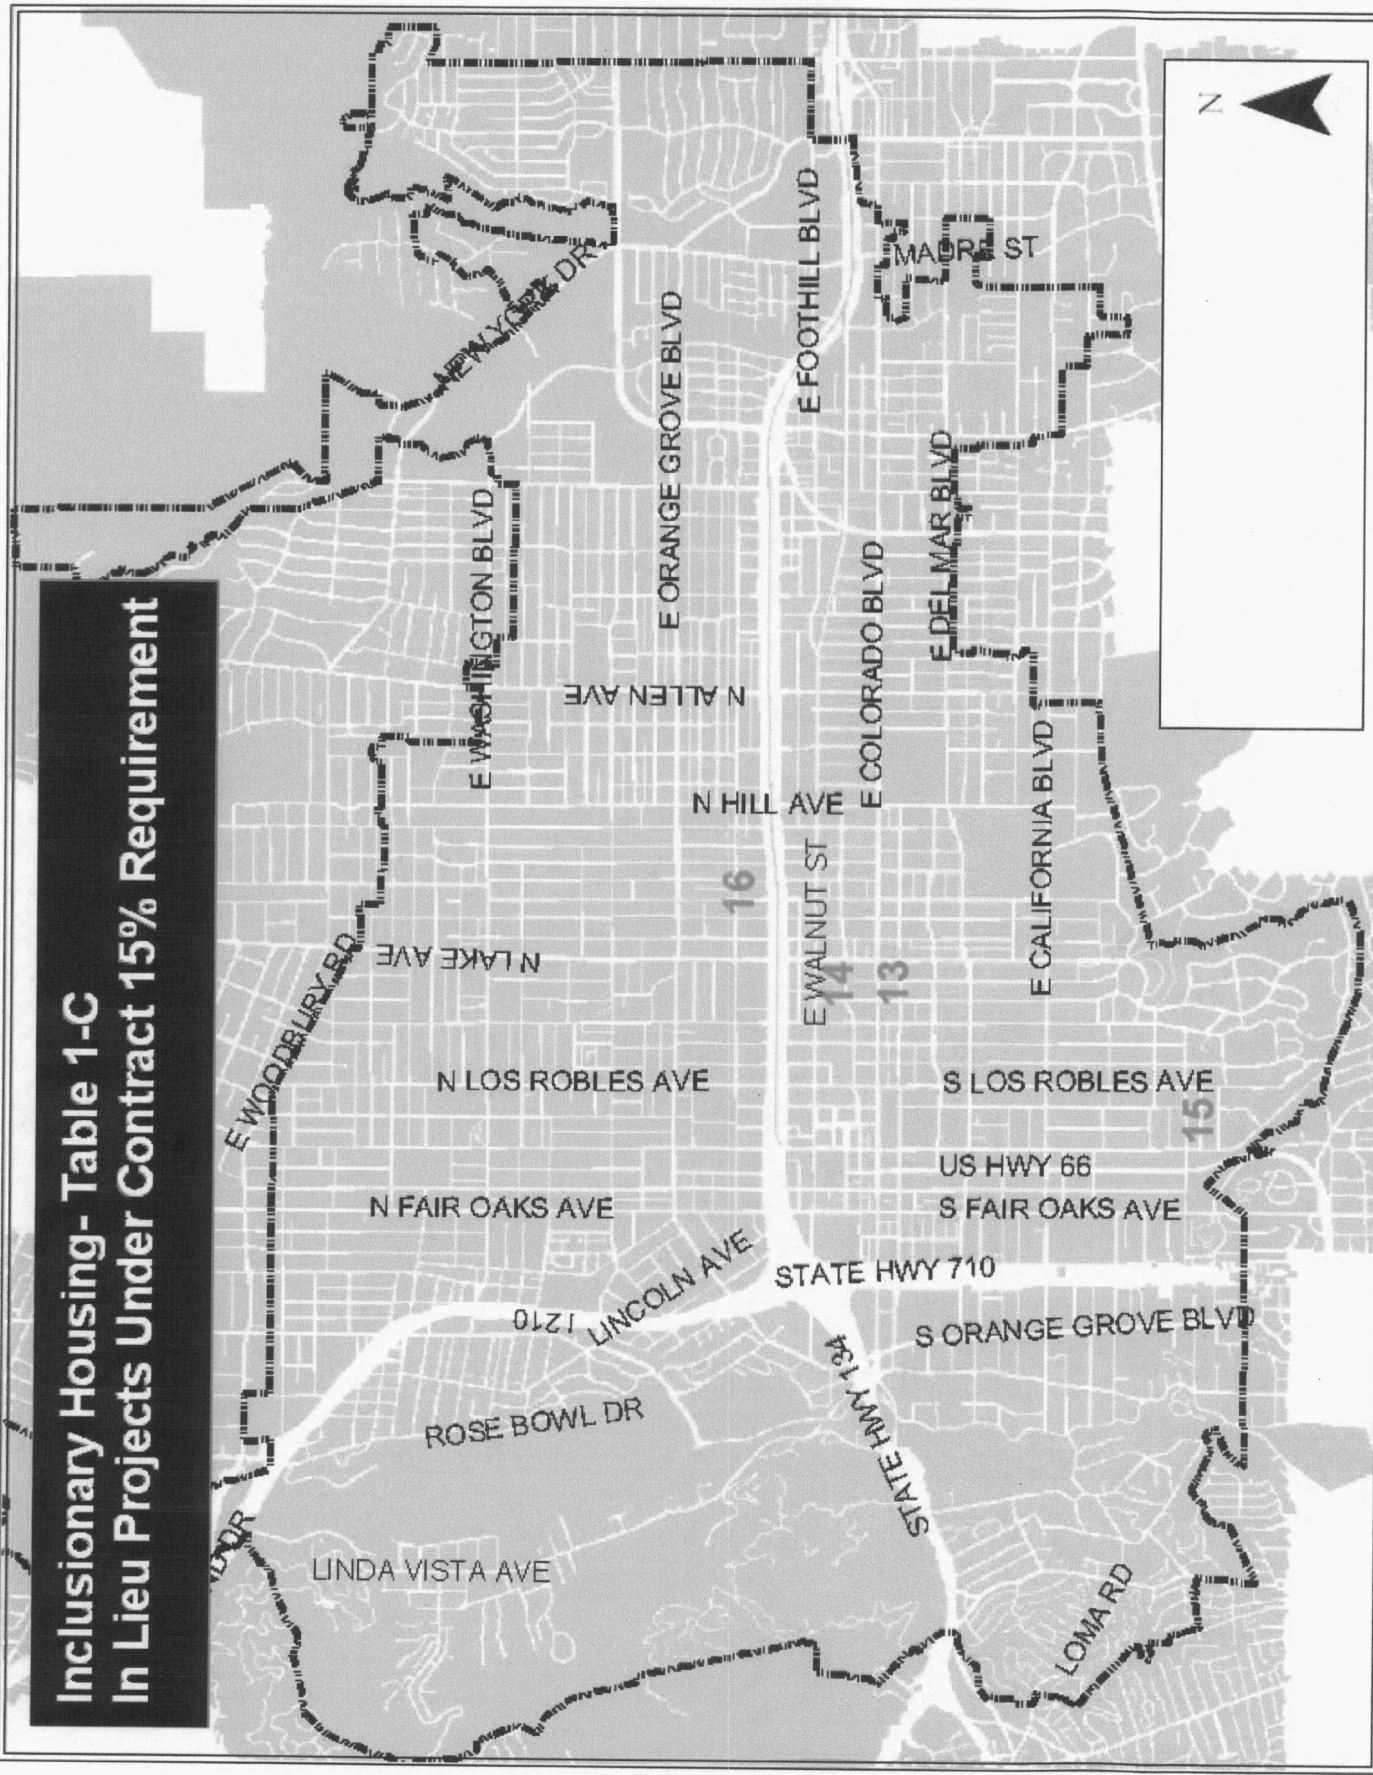 Inclusionary Housing- Table 1-C
In Lieu Projects Under Contract 15% Requirement
N
E WOODBURY RD
NEW YORK DR
E WASHINGTON BLVD
N LAKE AVE
N ALLEN AVE
E ORANGE GROVE BLVD
E FOOTHILL BLVD
MADRE ST
LINDA VISTA AVE
ROSE BOWL DR
I 210
LINCOLN AVE
N FAIR OAKS AVE
N LOS ROBLES AVE
N HILL AVE
16
E WALNUT ST
14
13
E COLORADO BLVD
E DEL MAR BLVD
E CALIFORNIA BLVD
STATE HWY 134
STATE HWY 710
S ORANGE GROVE BLVD
S FAIR OAKS AVE
US HWY 66
S LOS ROBLES AVE
15
LOMA RD